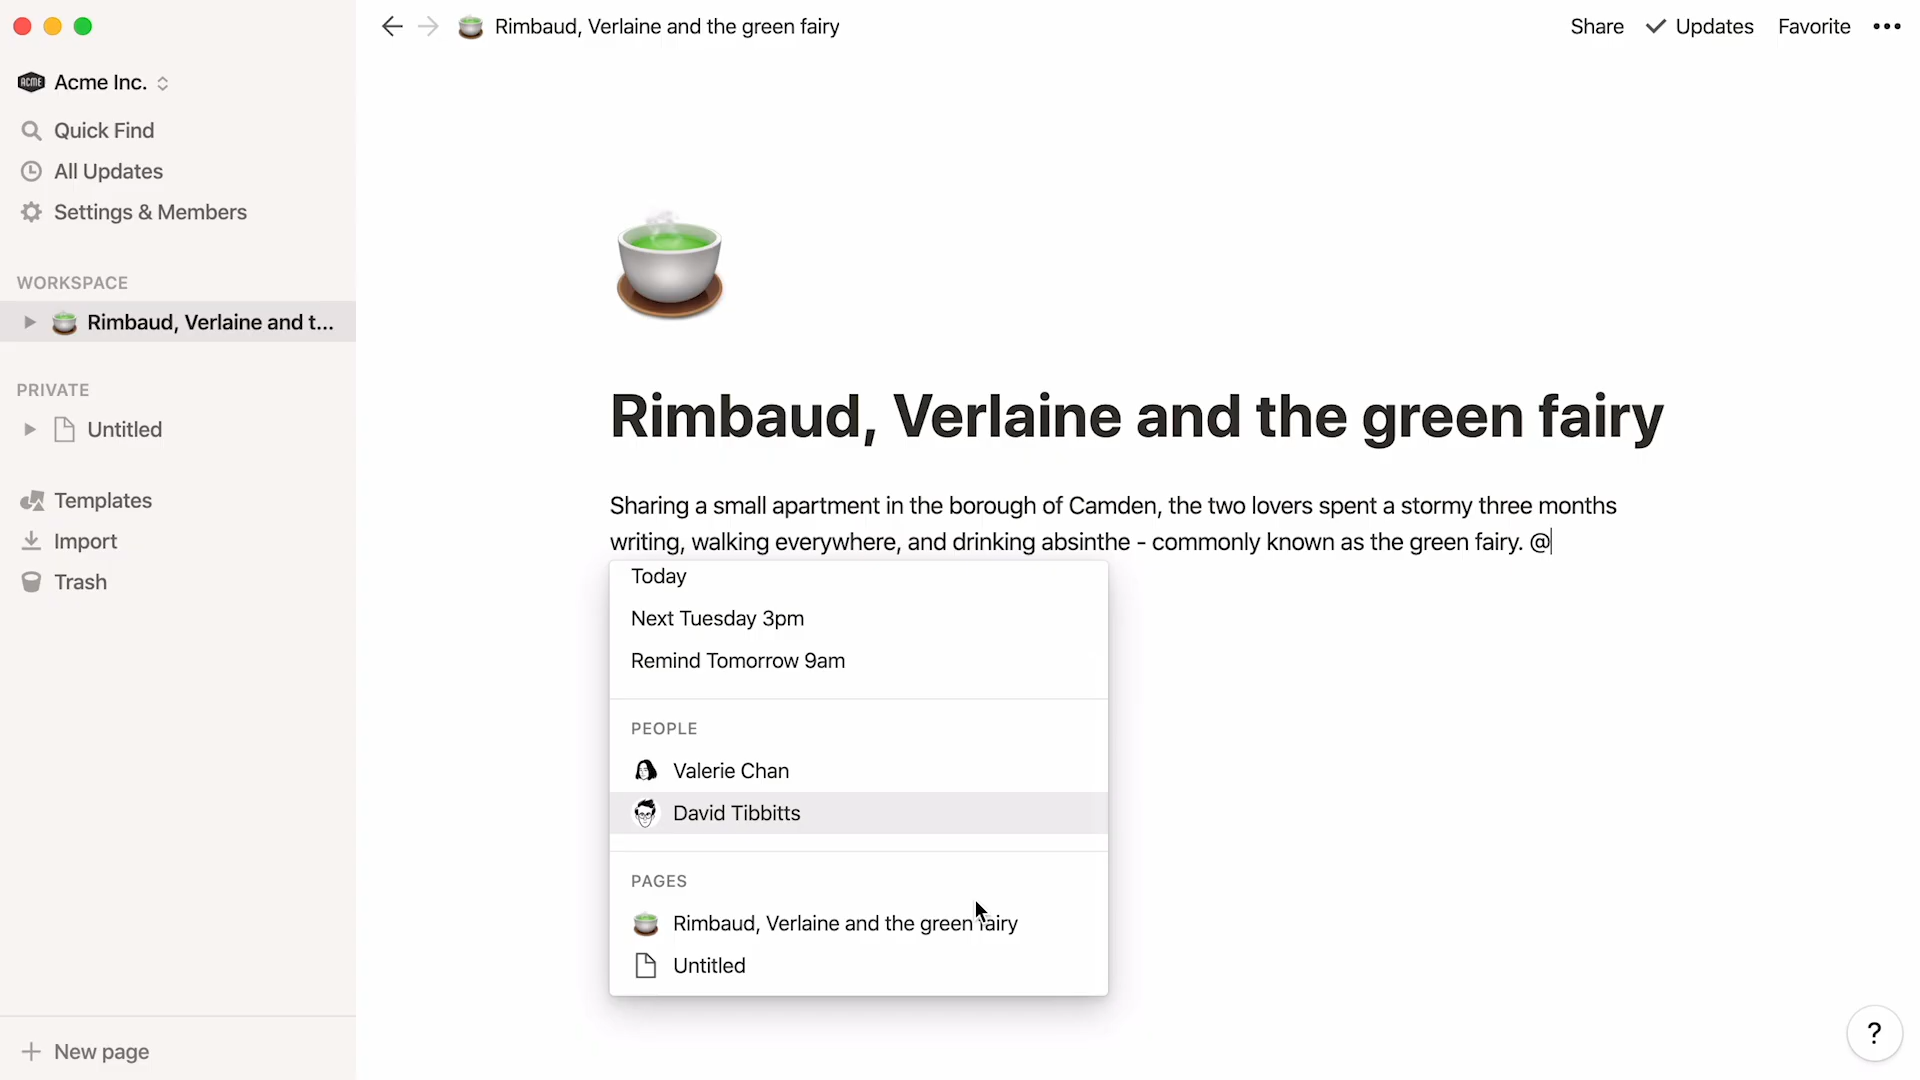 Rimbaud, Verlaine and the green fairy
Share
Updates
Favorite
ACME
Acme Inc.
Quick Find
All Updates
Settings & Members
WORKSPACE
Rimbaud, Verlaine and t...
PRIVATE
Untitled
Templates
Import
Trash
New page
Rimbaud, Verlaine and the green fairy
Sharing a small apartment in the borough of Camden, the two lovers spent a stormy three months
writing, walking everywhere, and drinking absinthe - commonly known as the green fairy. @
Today
Next Tuesday 3pm
Remind Tomorrow 9am
PEOPLE
Valerie Chan
David Tibbitts
PAGES
Rimbaud, Verlaine and the green fairy
Untitled
?